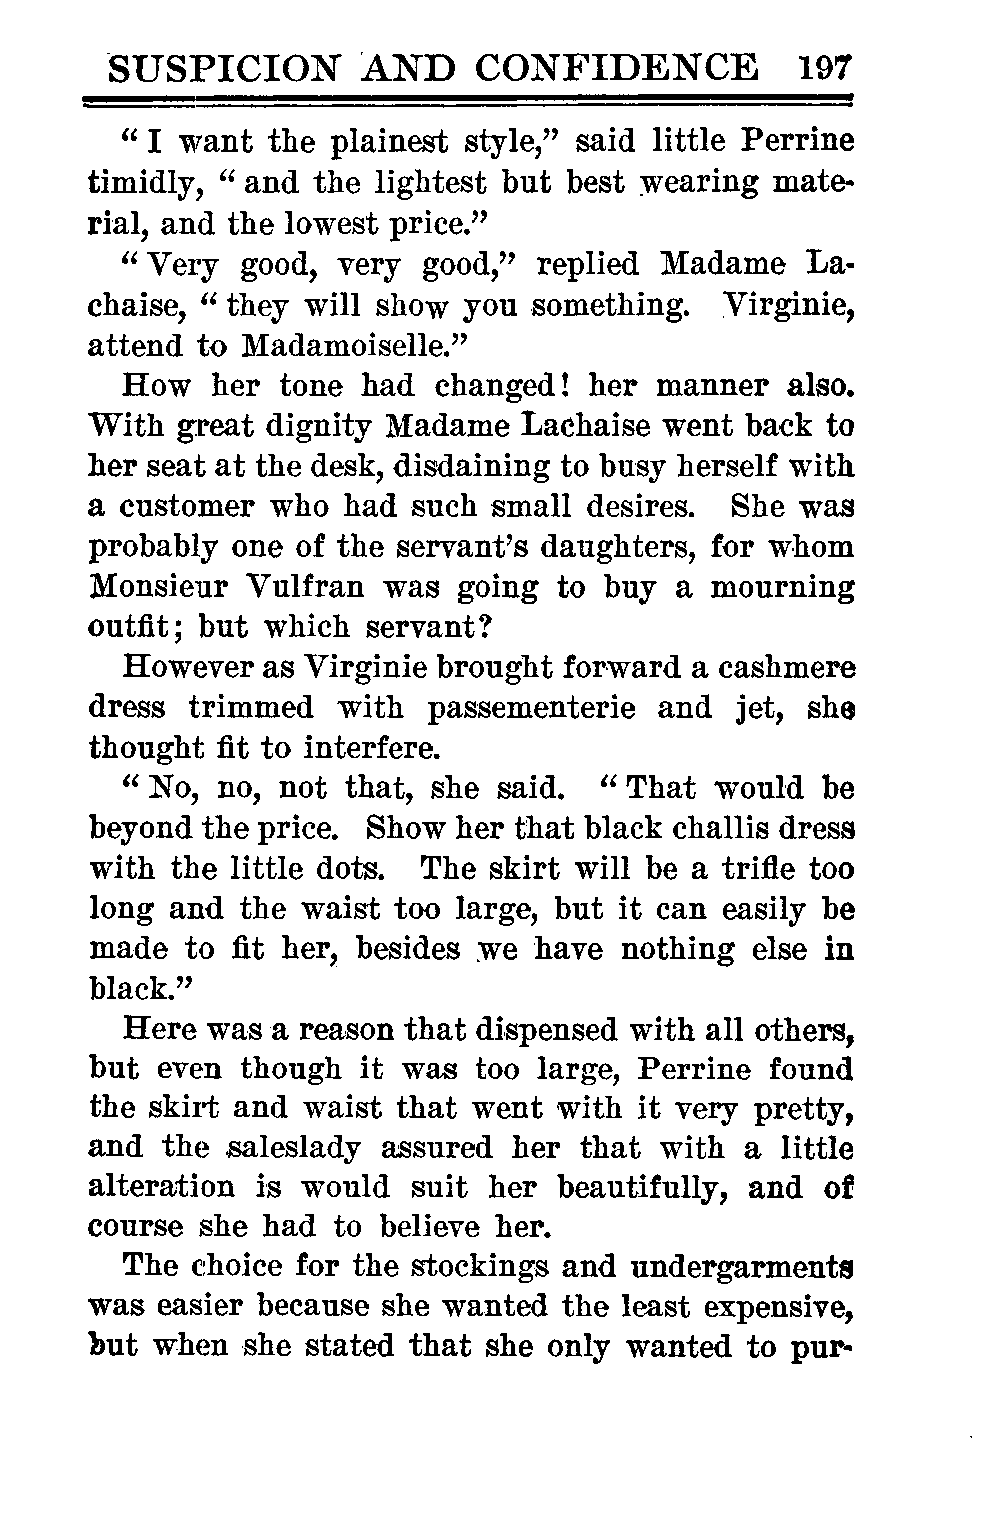 SUSPICION AND CONFIDENCE 197
“ I want the plainest style,” said little Perrine
timidly, “ and the lightest but best wearing mate-
rial, and the lowest price.”
“ Very good, very good,” replied Madame La-
chaise, “ they will show you something. Virginie,
attend to Madamoiselle.”
How her tone had changed! her manner also.
With great dignity Madame Lachaise went back to
her seat at the desk, disdaining to busy herself with
a customer who had such small desires. She was
probably one of the servant’s daughters, for whom
Monsieur Vulfran was going to buy a mourning
outfit; but which servant?
However as Virginie brought forward a cashmere
dress trimmed with passementerie and jet, she
thought fit to interfere.
“ No, no, not that, she said. “ That would be
beyond the price. Show her that black challis dress
with the little dots. The skirt will be a trifle too
long and the waist too large, but it can easily be
made to fit her, besides we have nothing else in
black.”
Here was a reason that dispensed with all others,
but even though it was too large, Perrine found
the skirt and waist that went with it very pretty,
and the saleslady assured her that with a little
alteration is would suit her beautifully, and of
course she had to believe her.
The choice for the stockings and undergarments
was easier because she wanted the least expensive,
but when she stated that she only wanted to pur-